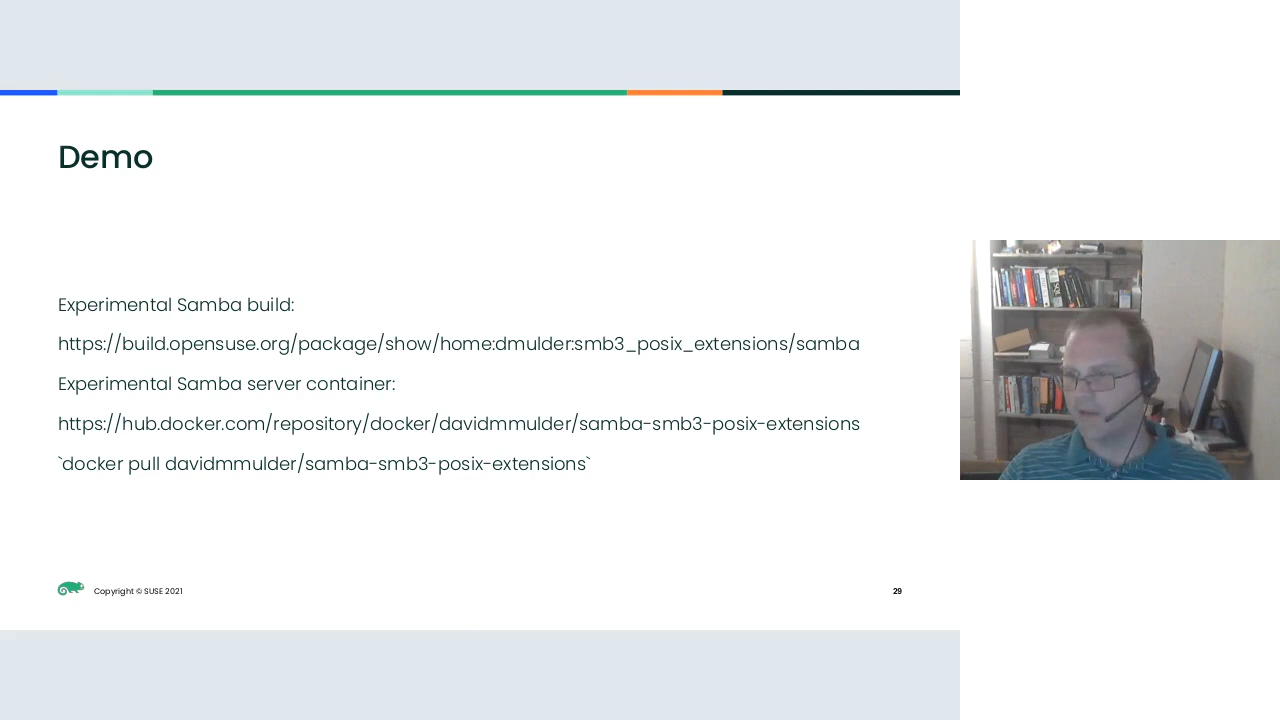 Demo
Experimental Samba build:
https://build.opensuse.org/package/show/home:dmulder:smb3_posix_extensions/samba
Experimental Samba server container:
https://hub.docker.com/repository/docker/davidmmulder/samba-smb3-posix-extensions
`docker pull davidmmulder/samba-smb3-posix-extensions`
Copyright © SUSE 2021
29